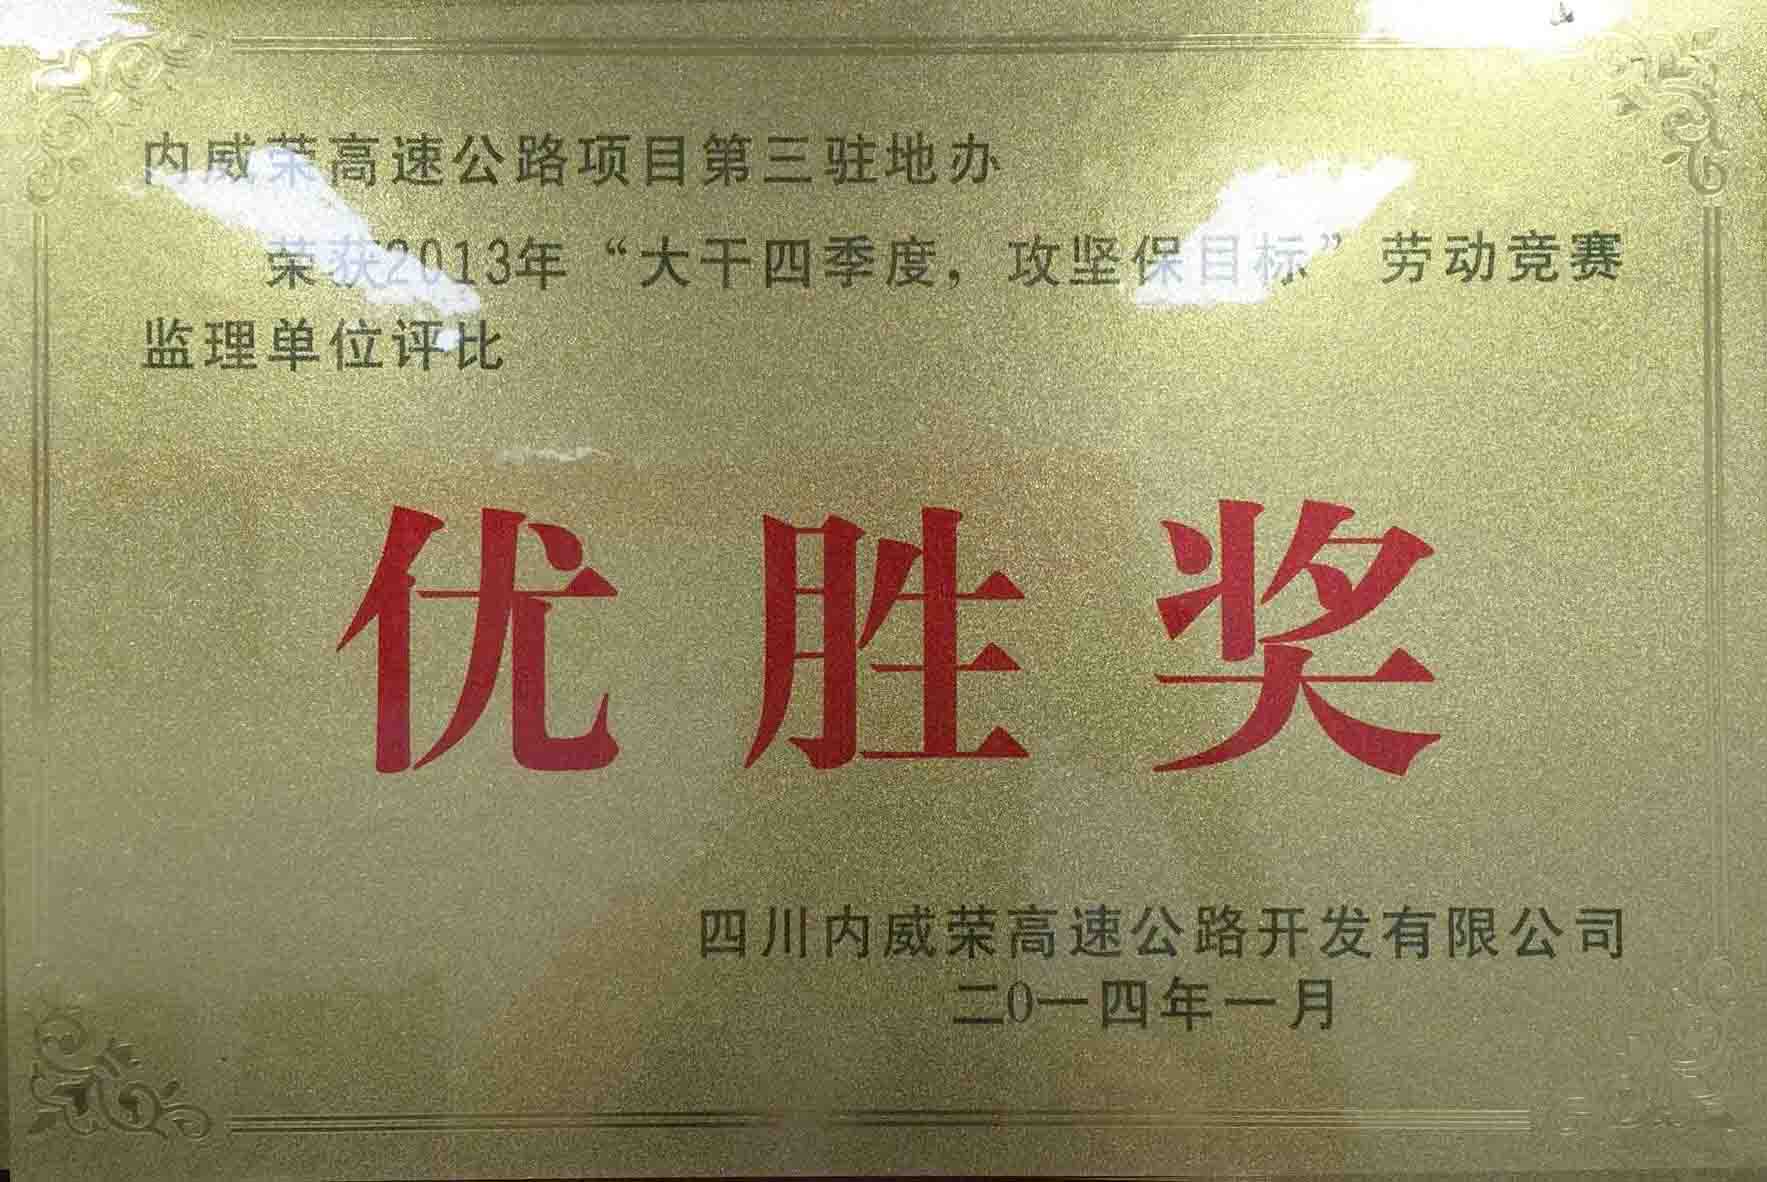 内威荣高速公路项目第三驻地办
荣获2013年“大干四季度，攻坚保目标”劳动竞赛
监理单位评比
优胜奖
四川内威荣高速公路开发有限公司
二0一四年一月